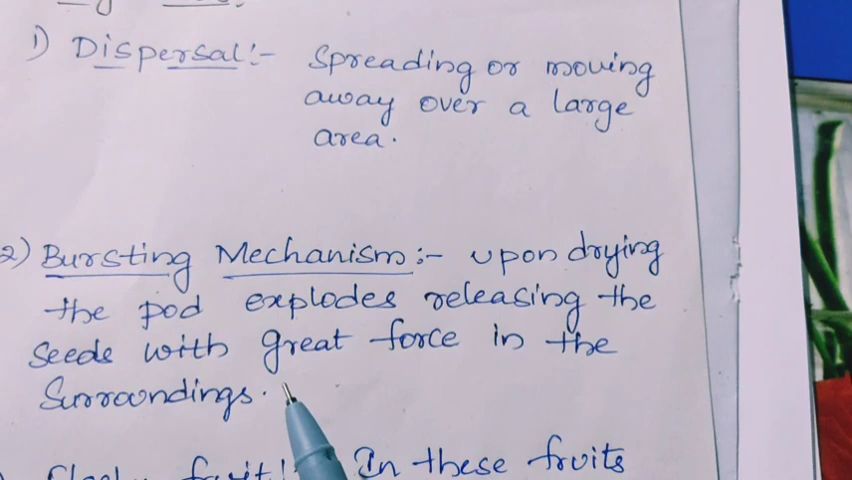 1) Dispersal :- Spreading or moving
away over a large
area.
2) Bursting Mechanism :- upon drying
the pod explodes releasing the
seeds with great force in the
Surroundings.
In these fruits